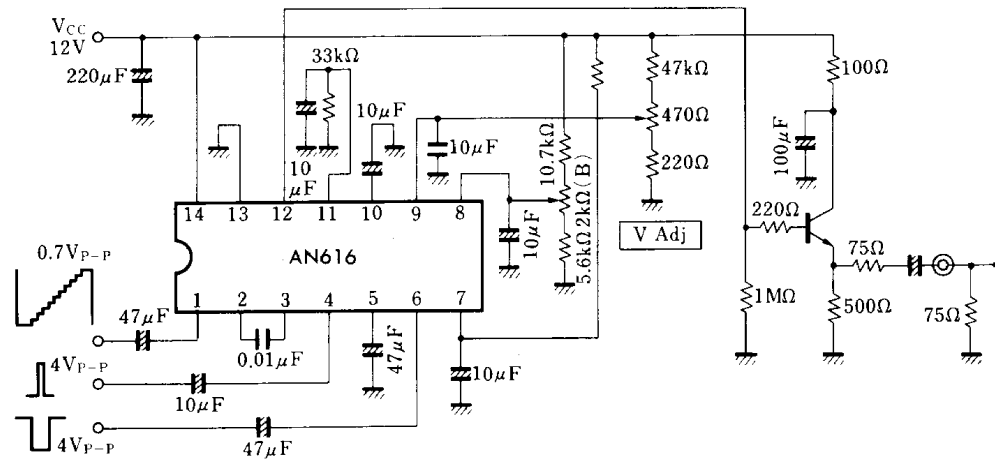 VCC
12V
220μF
33kΩ
10μF
10
μF
10μF
10.7kΩ
2kΩ(B)
5.6kΩ
10μF
47kΩ
470Ω
220Ω
V Adj
100Ω
100μF
220Ω
1MΩ
75Ω
500Ω
75Ω
14 13 12 11 10 9 8
AN616
1 2 3 4 5 6 7
0.7VP-P
47μF
0.01μF
47μF
10μF
4VP-P
10μF
4VP-P
47μF